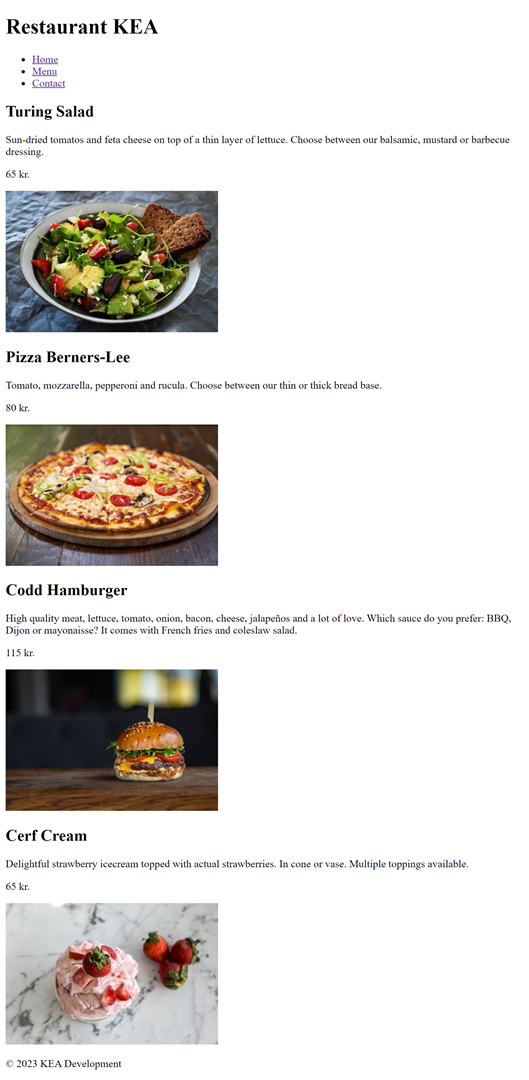 Restaurant KEA
Home
Menu
Contact
Turing Salad
Sun-dried tomatos and feta cheese on top of a thin layer of lettuce. Choose between our balsamic, mustard or barbecue
dressing.
65 kr.
Pizza Berners-Lee
Tomato, mozzarella, pepperoni and rucula. Choose between our thin or thick bread base.
80 kr.
Codd Hamburger
High quality meat, lettuce, tomato, onion, bacon, cheese, jalapeños and a lot of love. Which sauce do you prefer: BBQ,
Dijon or mayonaisse? It comes with French fries and coleslaw salad.
115 kr.
Cerf Cream
Delightful strawberry icecream topped with actual strawberries. In cone or vase. Multiple toppings available.
65 kr.
© 2023 KEA Development